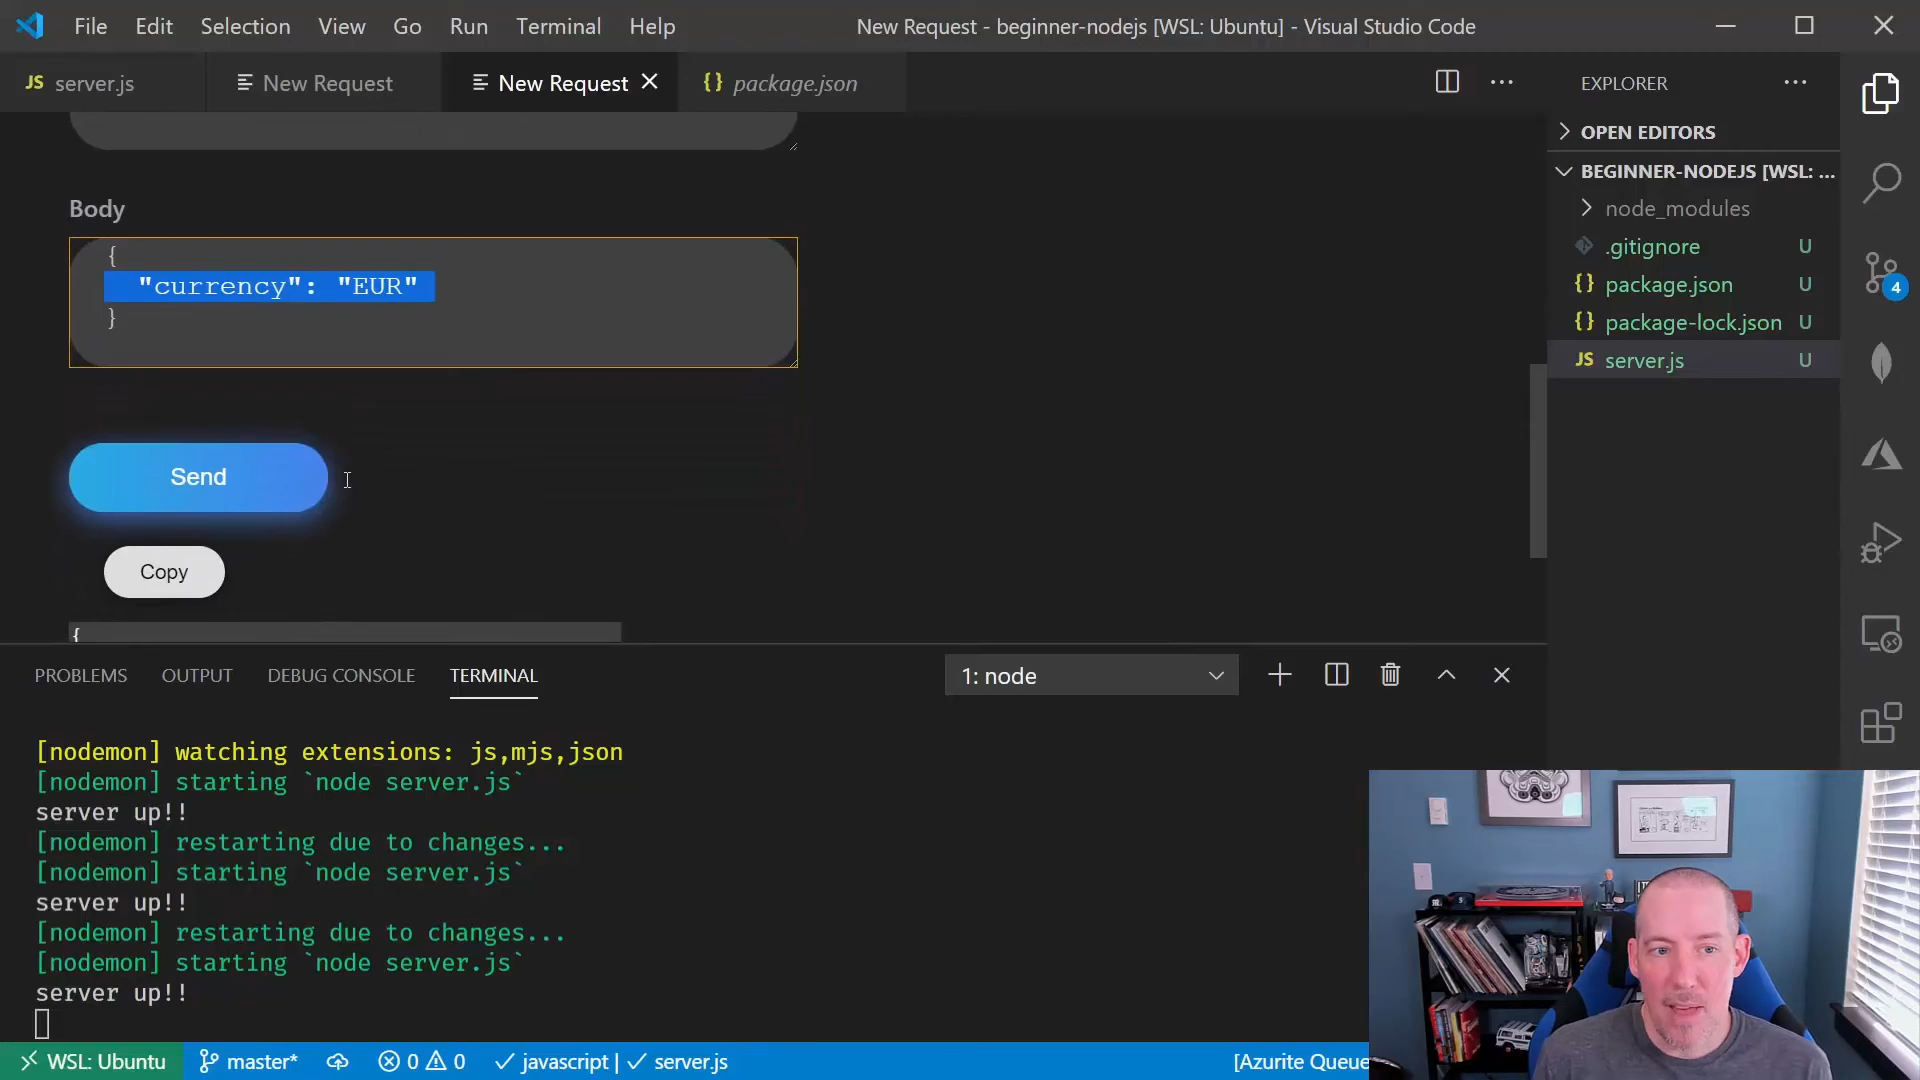 File Edit Selection View Go Run Terminal Help
New Request - beginner-nodejs [WSL: Ubuntu] - Visual Studio Code
JS server.js
New Request
New Request
{} package.json
EXPLORER
OPEN EDITORS
BEGINNER-NODEJS [WSL: ...
node_modules
.gitignore U
{} package.json U
{} package-lock.json U
JS server.js U
4
Body
{
"currency": "EUR"
}
Send
Copy
{
PROBLEMS OUTPUT DEBUG CONSOLE TERMINAL
1: node
[nodemon] watching extensions: js,mjs,json
[nodemon] starting `node server.js`
server up!!
[nodemon] restarting due to changes...
[nodemon] starting `node server.js`
server up!!
[nodemon] restarting due to changes...
[nodemon] starting `node server.js`
server up!!
WSL: Ubuntu master* 0 0 javascript | server.js
[Azurite Queue